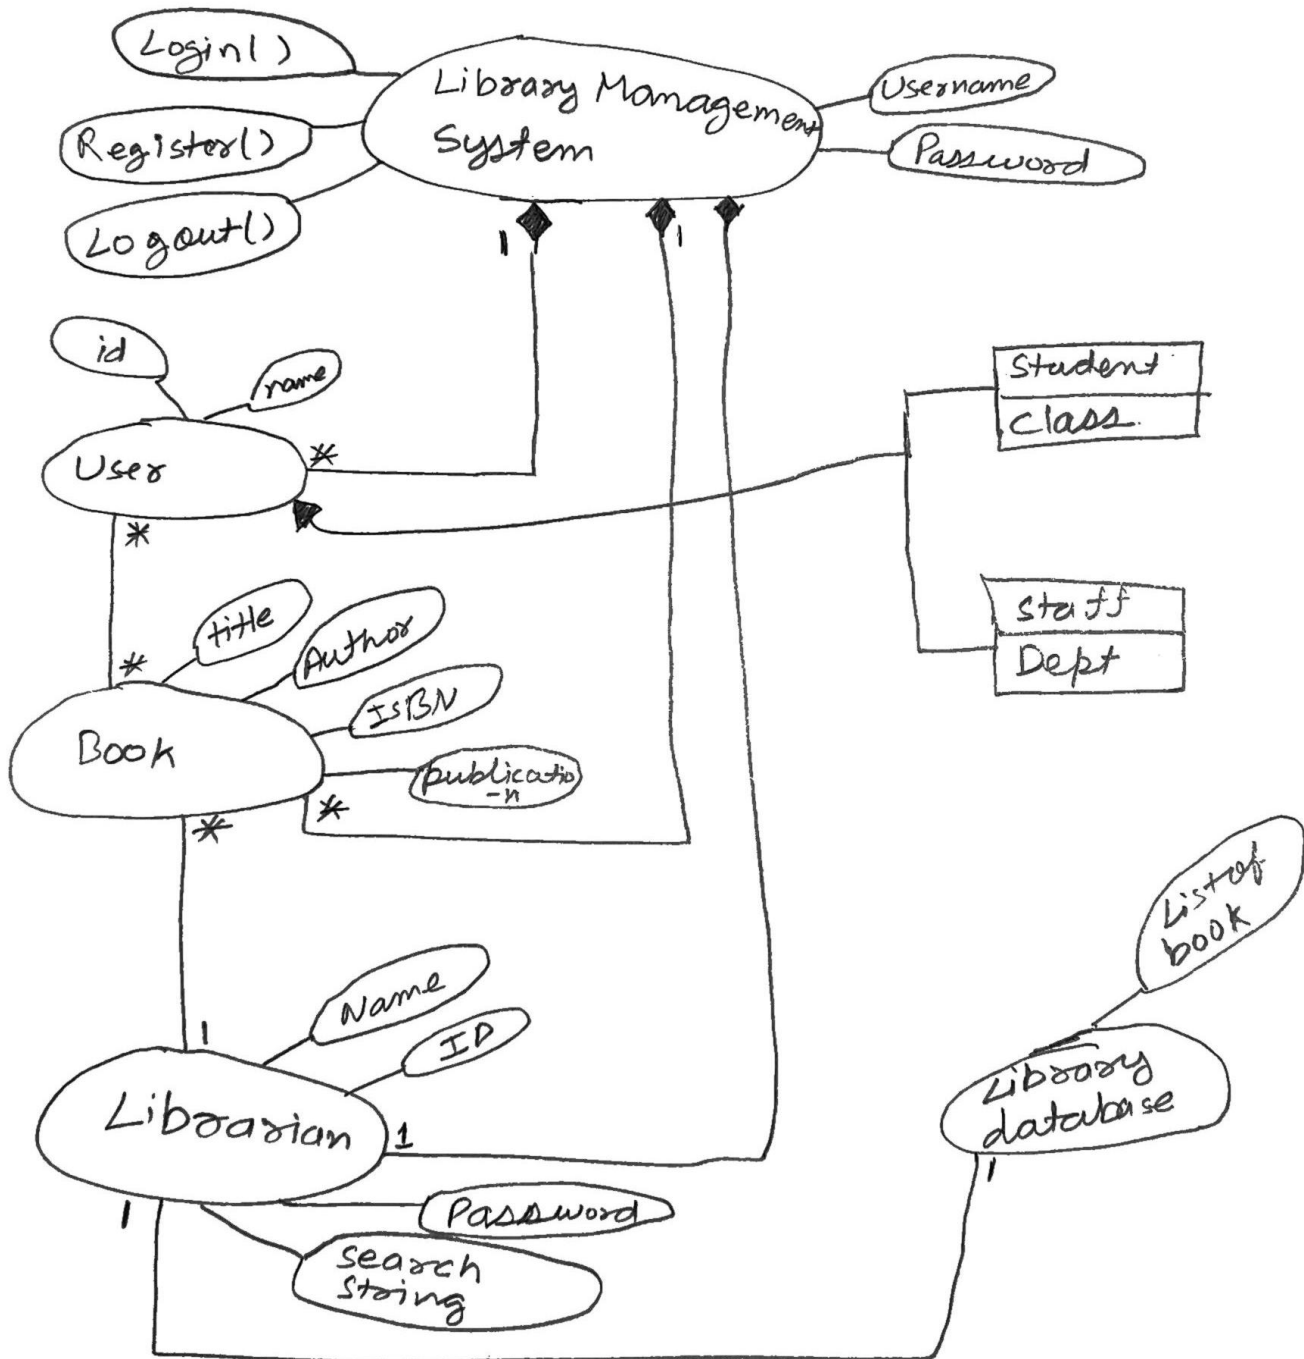 Login()
Library Management
System
Username
Register()
Password
Logout()
1
1
id
name
Student
Class.
User
*
*
title
Author
Staff
Dept
*
ISBN
Book
publicatio
-n
*
*
List of
book
Name
ID
1
Library
database
Librarian
1
1
1
Password
search
String